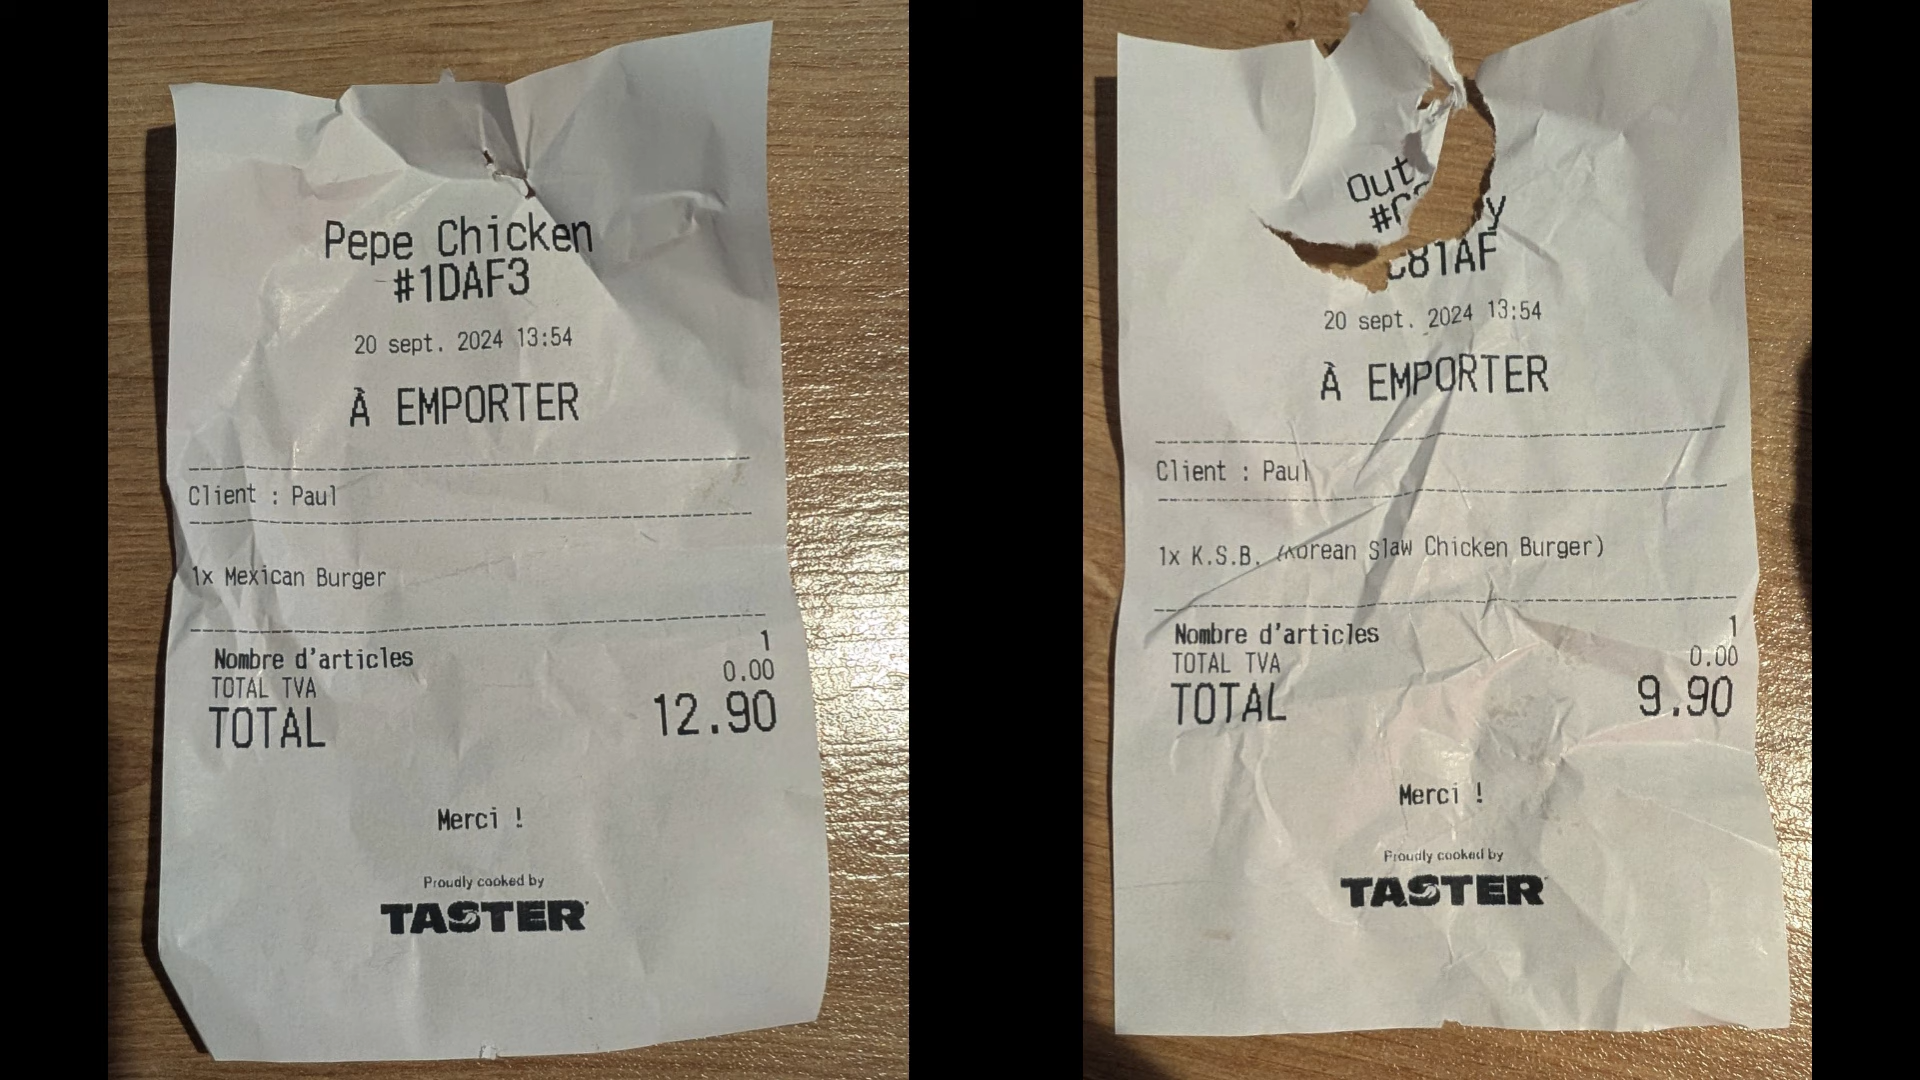 Pepe Chicken
#1DAF3
20 sept. 2024 13:54
À EMPORTER
Client : Paul
1x Mexican Burger
Nombre d'articles 1
TOTAL TVA 0.00
TOTAL 12.90
Merci !
Proudly cooked by
TASTER
Out
20 sept. 2024 13:54
À EMPORTER
Client : Paul
1x K.S.B. (Korean Slaw Chicken Burger)
Nombre d'articles 1
TOTAL TVA 0.00
TOTAL 9.90
Merci !
Proudly cooked by
TASTER